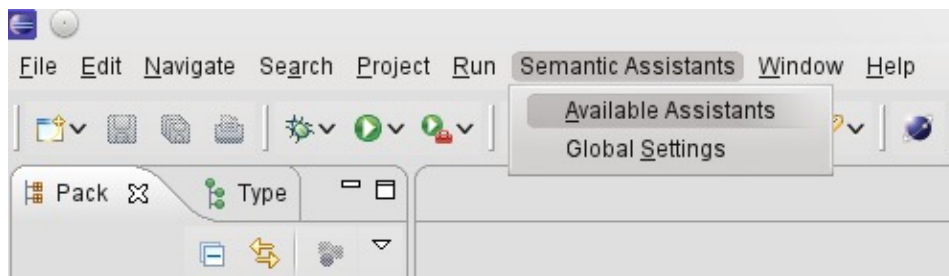 File Edit Navigate Search Project Run Semantic Assistants Window Help
Available Assistants
Global Settings
Pack Type